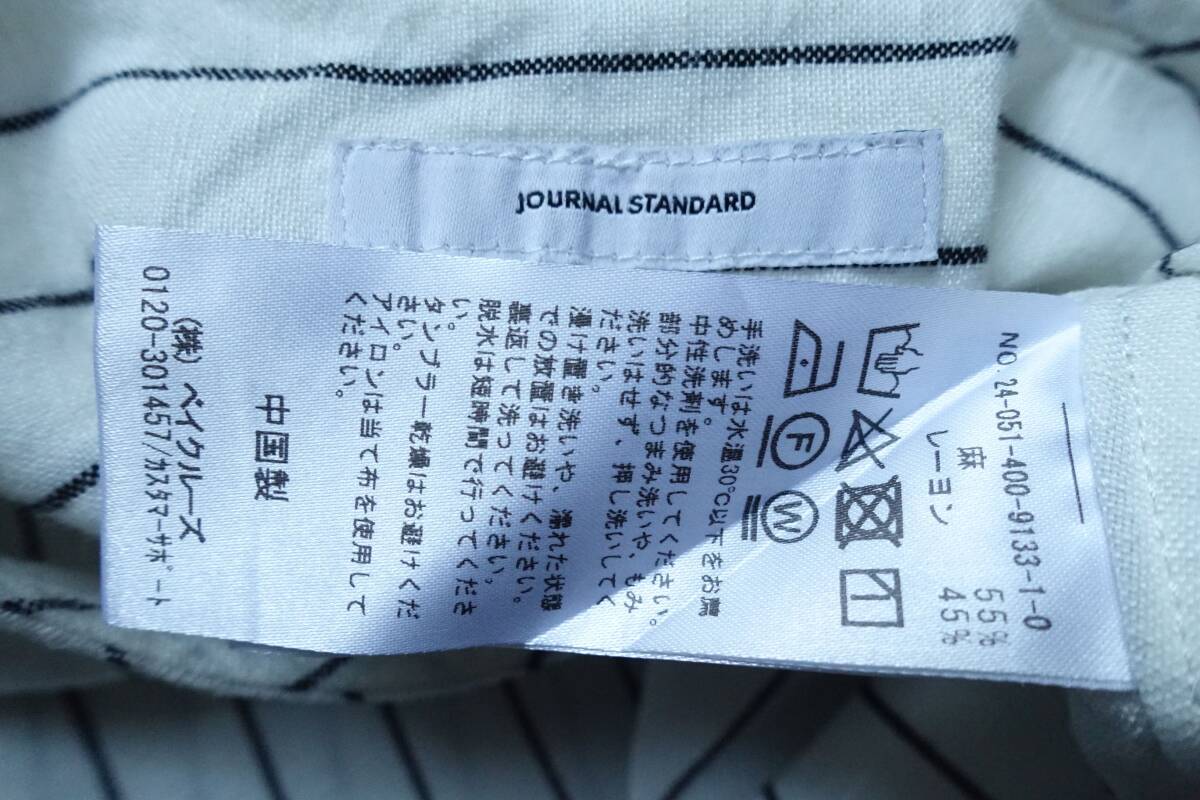 JOURNAL STANDARD
NO. 24-051-400-9133-1-0
麻 55%
レーヨン 45%
F
W
手洗いは水温30℃以下をお薦
めします。
中性洗剤を使用してください。
部分的なつまみ洗いや、もみ
洗いはせず、押し洗いしてく
ださい。
漬け置き洗いや、濡れた状態
での放置はお避けください。
裏返して洗ってください。
脱水は短時間で行ってくださ
い。
タンブラー乾燥はお避けくだ
さい。
アイロンは当て布を使用して
ください。
中国製
(株) ベイクルーズ
0120-301457/カスタマーサポート